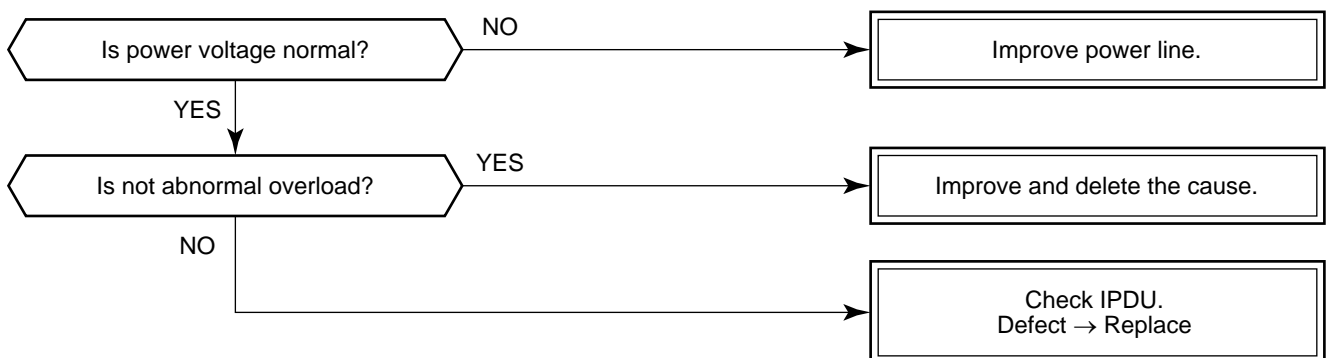 Is power voltage normal?
NO
Improve power line.
YES
Is not abnormal overload?
YES
Improve and delete the cause.
NO
Check IPDU.
Defect → Replace